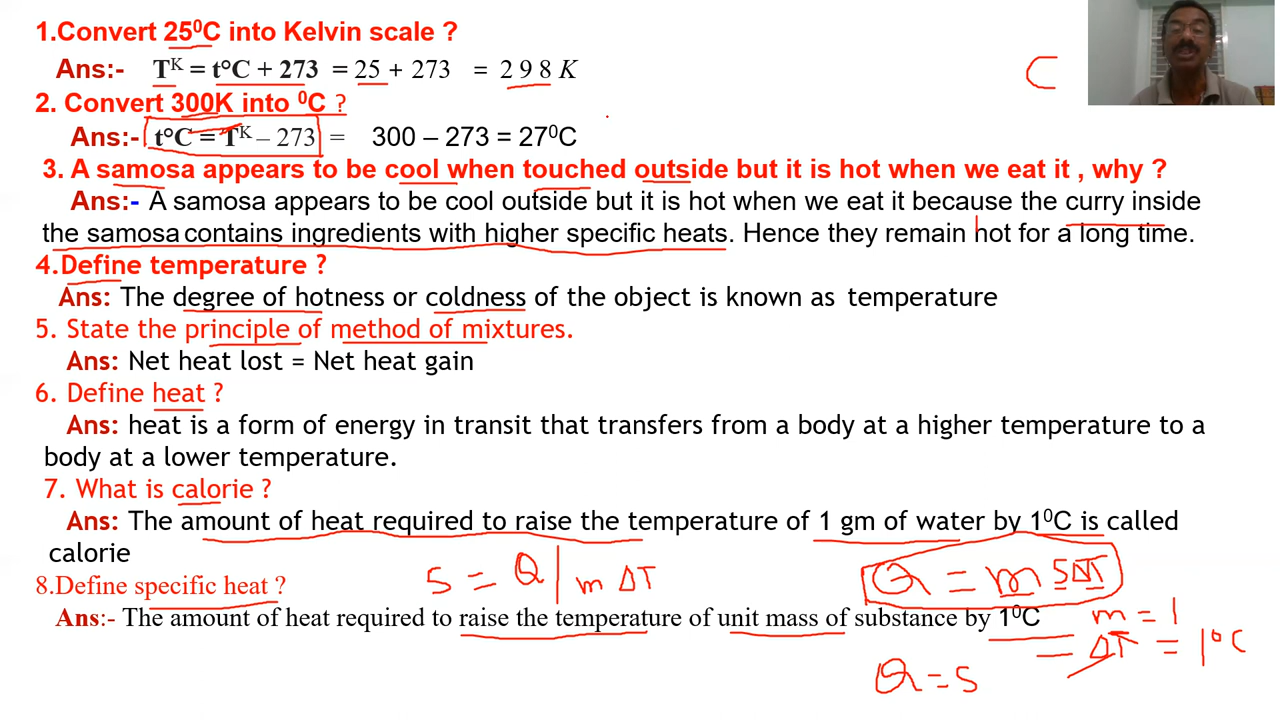 1.Convert 25⁰C into Kelvin scale ?
C
Ans:- Tᴷ = t°C + 273 = 25 + 273 = 2 9 8 K
2. Convert 300K into ⁰C ?
Ans:- t°C = Tᴷ – 273 = 300 – 273 = 27⁰C
3. A samosa appears to be cool when touched outside but it is hot when we eat it , why ?
Ans:- A samosa appears to be cool outside but it is hot when we eat it because the curry inside
the samosa contains ingredients with higher specific heats. Hence they remain hot for a long time.
4.Define temperature ?
Ans: The degree of hotness or coldness of the object is known as temperature
5. State the principle of method of mixtures.
Ans: Net heat lost = Net heat gain
6. Define heat ?
Ans: heat is a form of energy in transit that transfers from a body at a higher temperature to a
body at a lower temperature.
7. What is calorie ?
Ans: The amount of heat required to raise the temperature of 1 gm of water by 1⁰C is called
calorie
8.Define specific heat ?
S = Q | m ΔT
Q = m S ΔT
Ans:- The amount of heat required to raise the temperature of unit mass of substance by 1⁰C
m = 1
ΔT = 1°C
Q = S